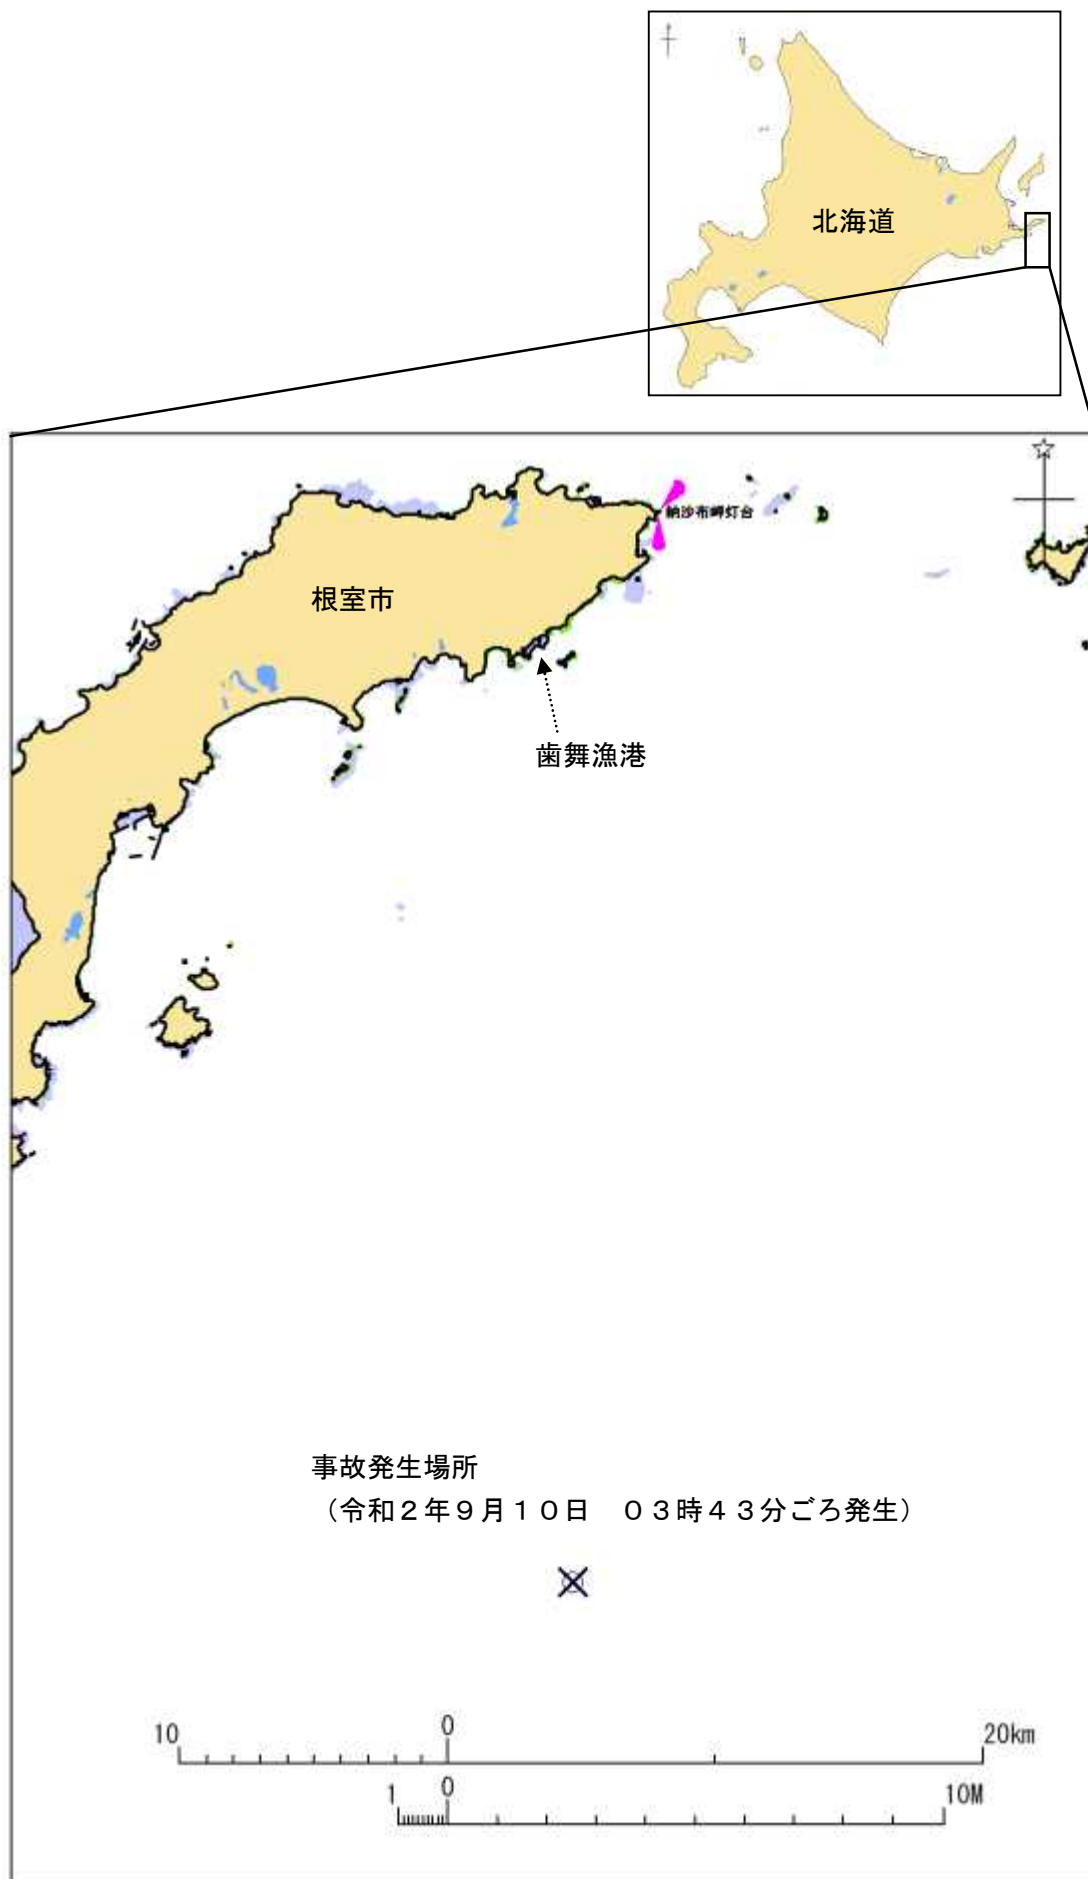 北海道
納沙布岬灯台
根室市
歯舞漁港
事故発生場所
（令和２年９月１０日　０３時４３分ごろ発生）
10 0 20km
1 0 10M